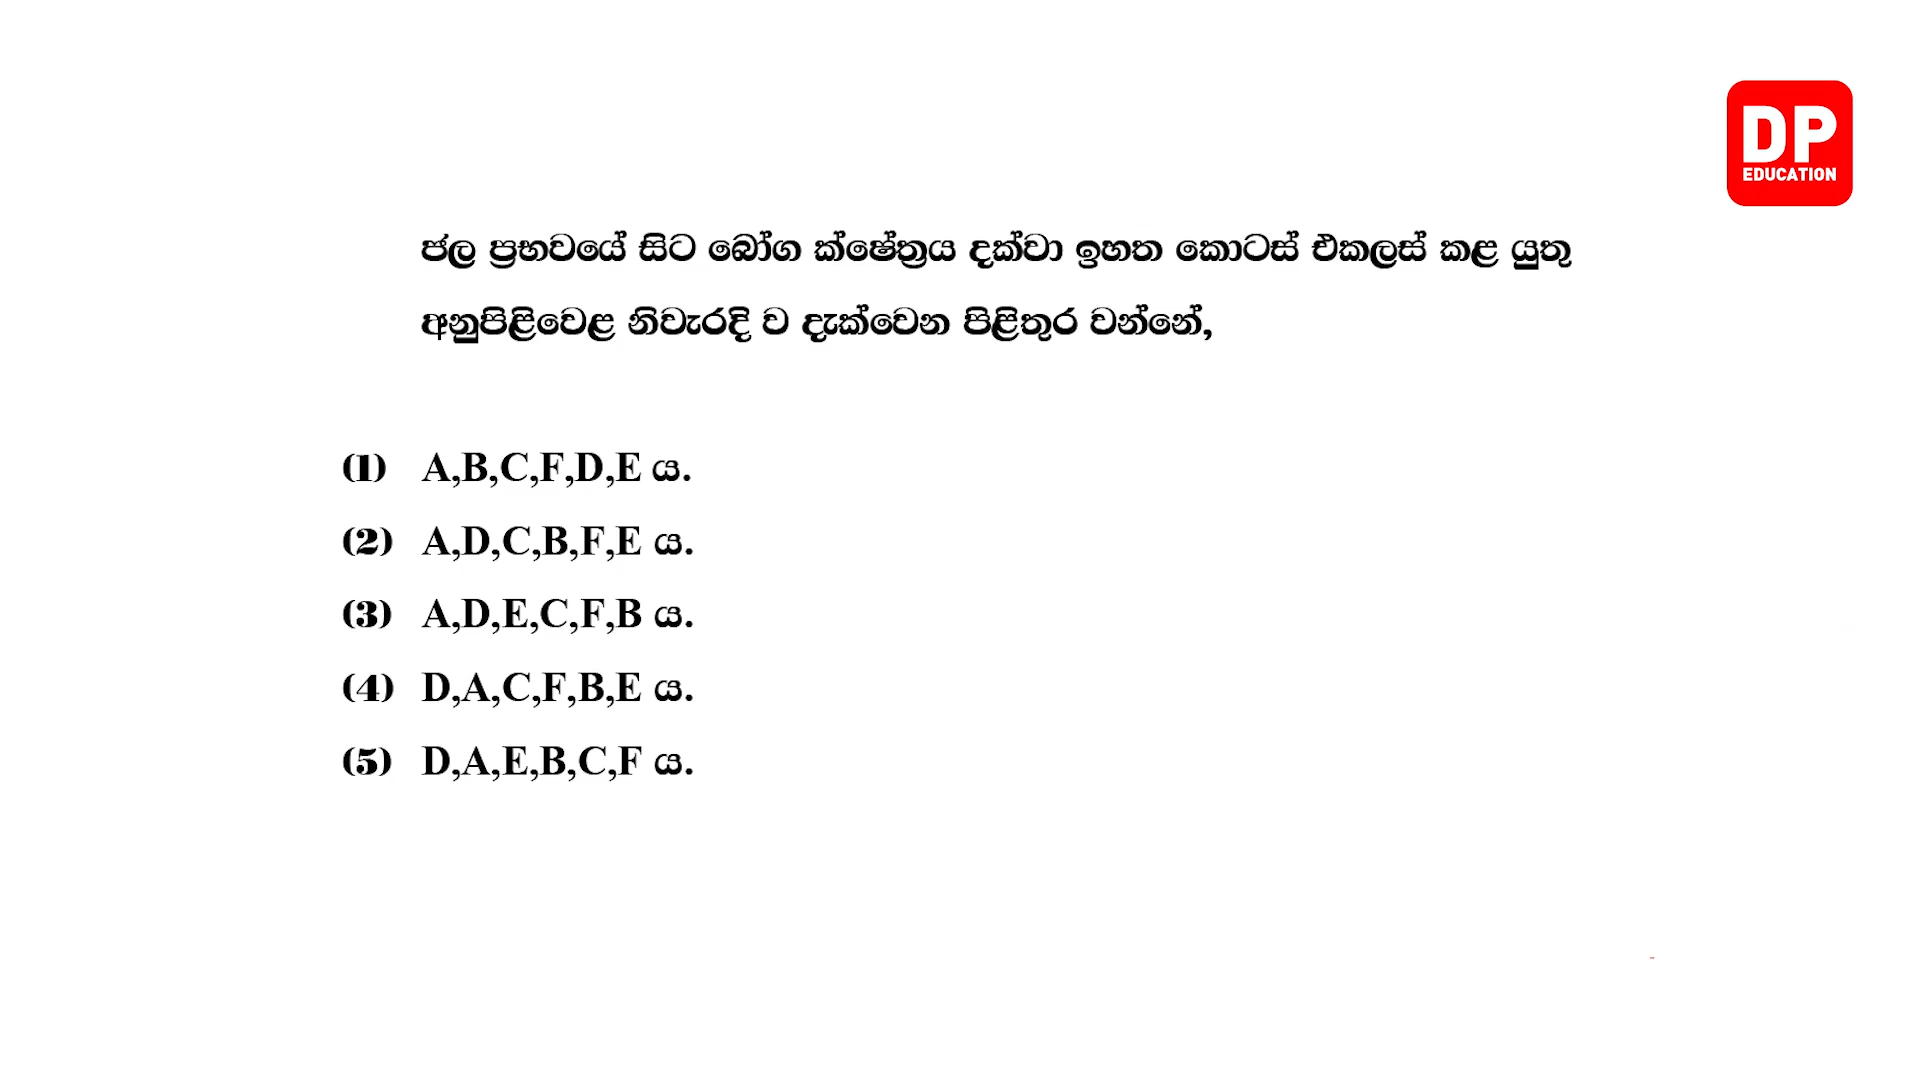 DP
EDUCATION
ජල ප්‍රභවයේ සිට බෝග ක්ෂේත්‍රය දක්වා ඉහත කොටස් එකලස් කළ යුතු
අනුපිළිවෙළ නිවැරදි ව දැක්වෙන පිළිතුර වන්නේ,
(1) A,B,C,F,D,E ය.
(2) A,D,C,B,F,E ය.
(3) A,D,E,C,F,B ය.
(4) D,A,C,F,B,E ය.
(5) D,A,E,B,C,F ය.